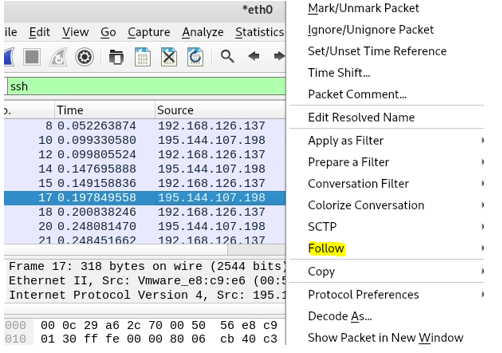 *eth0
ile Edit View Go Capture Analyze Statistics
ssh
o. Time Source
8 0.052263874 192.168.126.137
10 0.099330580 195.144.107.198
12 0.099805524 192.168.126.137
14 0.147695888 195.144.107.198
15 0.149158836 192.168.126.137
17 0.197849558 195.144.107.198
18 0.200838246 192.168.126.137
20 0.248081470 195.144.107.198
21 0.248451662 192.168.126.137
Frame 17: 318 bytes on wire (2544 bits)
Ethernet II, Src: Vmware_e8:c9:e6 (00:5
Internet Protocol Version 4, Src: 195.1
000 00 0c 29 a6 2c 70 00 50 56 e8 c9
010 01 30 ff fe 00 00 80 06 cb 40 c3
Mark/Unmark Packet
Ignore/Unignore Packet
Set/Unset Time Reference
Time Shift...
Packet Comment...
Edit Resolved Name
Apply as Filter
Prepare a Filter
Conversation Filter
Colorize Conversation
SCTP
Follow
Copy
Protocol Preferences
Decode As...
Show Packet in New Window